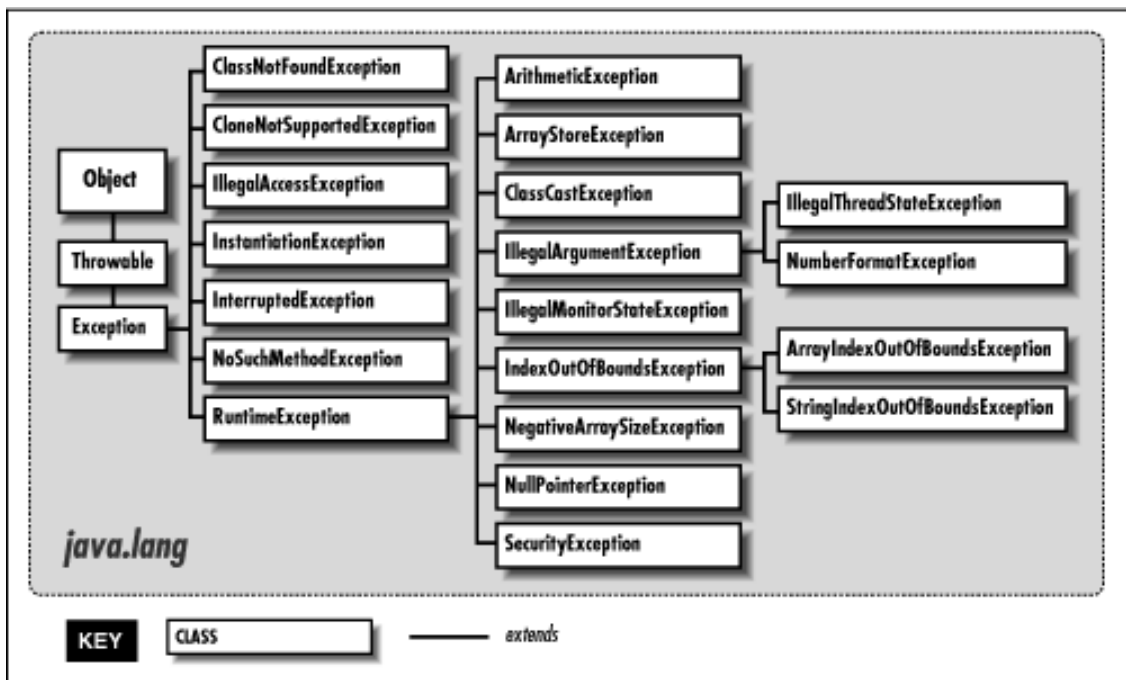 Object
Throwable
Exception
ClassNotFoundException
CloneNotSupportedException
IllegalAccessException
InstantiationException
InterruptedException
NoSuchMethodException
RuntimeException
ArithmeticException
ArrayStoreException
ClassCastException
IllegalArgumentException
IllegalMonitorStateException
IndexOutOfBoundsException
NegativeArraySizeException
NullPointerException
SecurityException
IllegalThreadStateException
NumberFormatException
ArrayIndexOutOfBoundsException
StringIndexOutOfBoundsException
java.lang
KEY
CLASS
extends